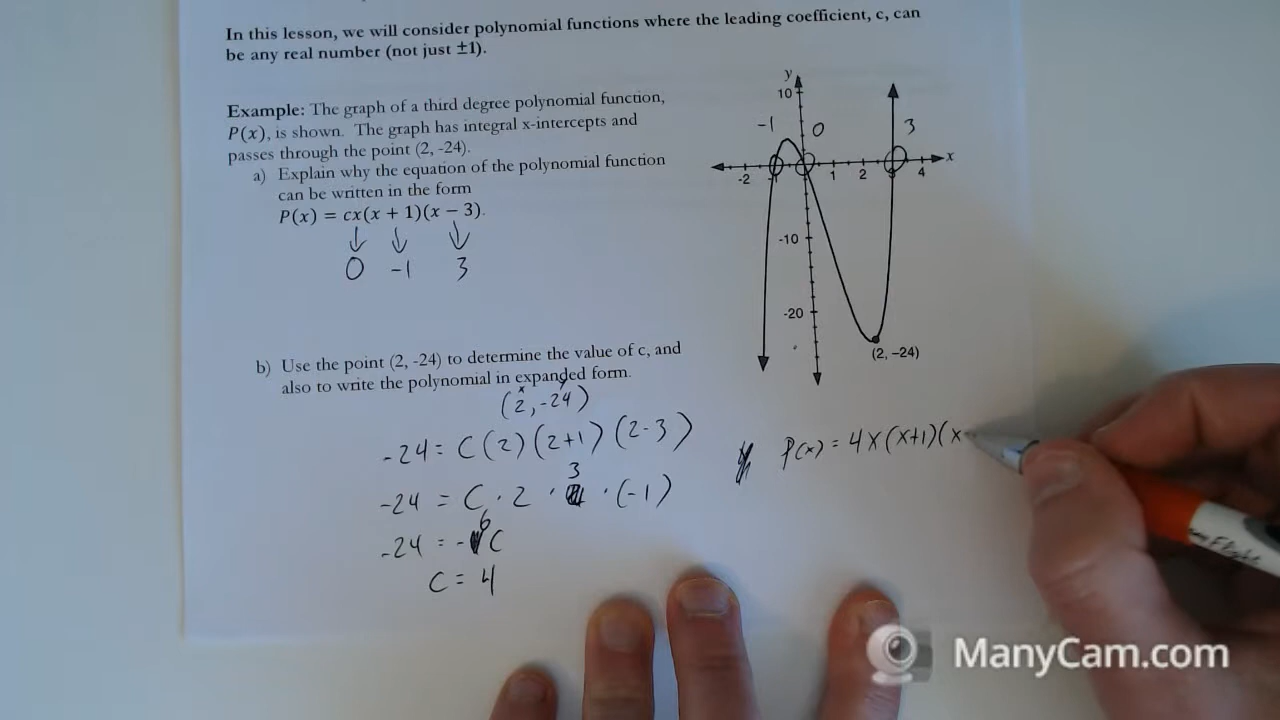 In this lesson, we will consider polynomial functions where the leading coefficient, c, can
be any real number (not just ±1).
Example: The graph of a third degree polynomial function,
P(x), is shown. The graph has integral x-intercepts and
passes through the point (2, -24).
a) Explain why the equation of the polynomial function
can be written in the form
P(x) = cx(x + 1)(x − 3).
0 -1 3
y
10
-1 0 3
x
-2 1 2 4
-10
-20
(2, -24)
b) Use the point (2, -24) to determine the value of c, and
also to write the polynomial in expanded form.
x y
(2, -24)
-24 = C(2)(2+1)(2-3)
3
-24 = C · 2 · · (-1)
-24 = -6C
C = 4
P(x) = 4x(x+1)(x-
ManyCam.com